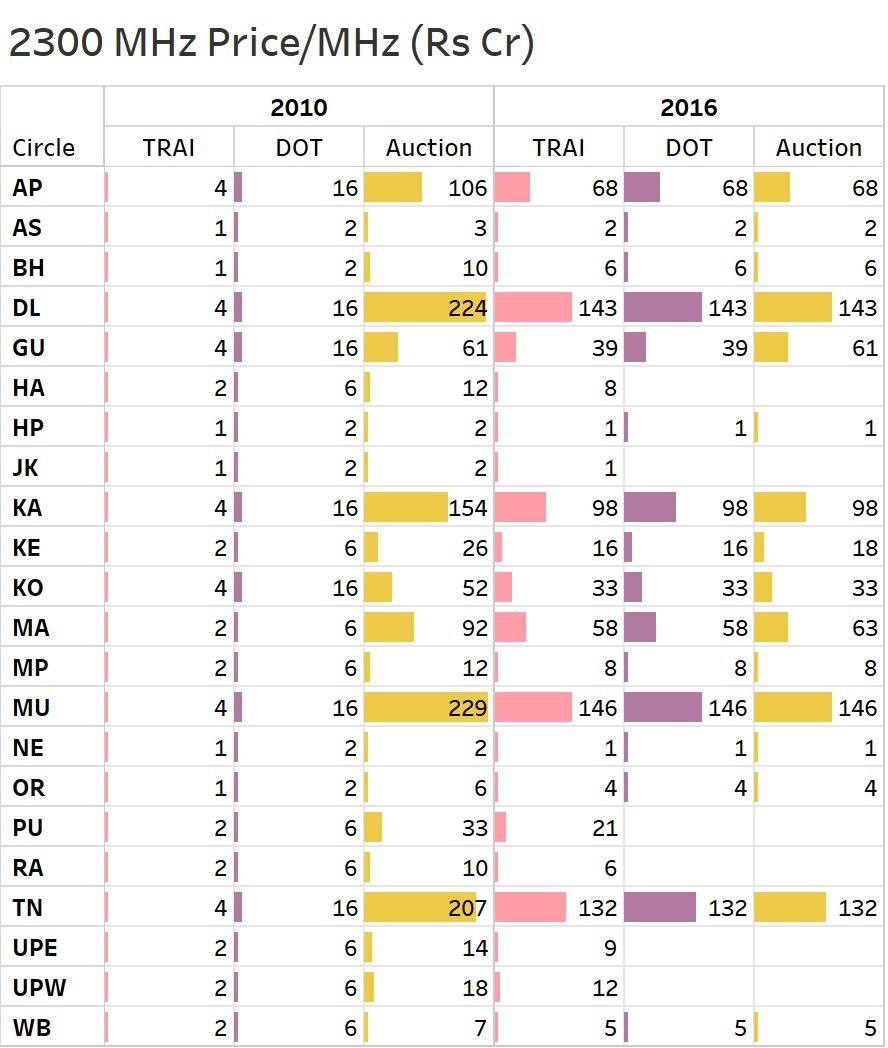 2300 MHz Price/MHz (Rs Cr)
2010 2016
Circle TRAI DOT Auction TRAI DOT Auction
AP 4 16 106 68 68 68
AS 1 2 3 2 2 2
BH 1 2 10 6 6 6
DL 4 16 224 143 143 143
GU 4 16 61 39 39 61
HA 2 6 12 8
HP 1 2 2 1 1 1
JK 1 2 2 1
KA 4 16 154 98 98 98
KE 2 6 26 16 16 18
KO 4 16 52 33 33 33
MA 2 6 92 58 58 63
MP 2 6 12 8 8 8
MU 4 16 229 146 146 146
NE 1 2 2 1 1 1
OR 1 2 6 4 4 4
PU 2 6 33 21
RA 2 6 10 6
TN 4 16 207 132 132 132
UPE 2 6 14 9
UPW 2 6 18 12
WB 2 6 7 5 5 5